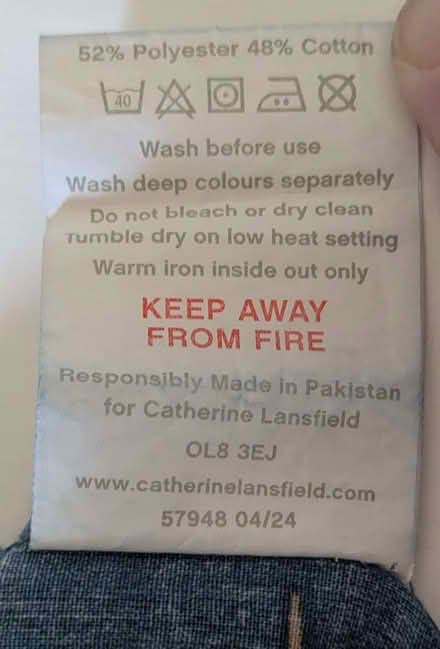 52% Polyester 48% Cotton
40
Wash before use
Wash deep colours separately
Do not bleach or dry clean
Tumble dry on low heat setting
Warm iron inside out only
KEEP AWAY
FROM FIRE
Responsibly Made in Pakistan
for Catherine Lansfield
OL8 3EJ
www.catherinelansfield.com
57948 04/24